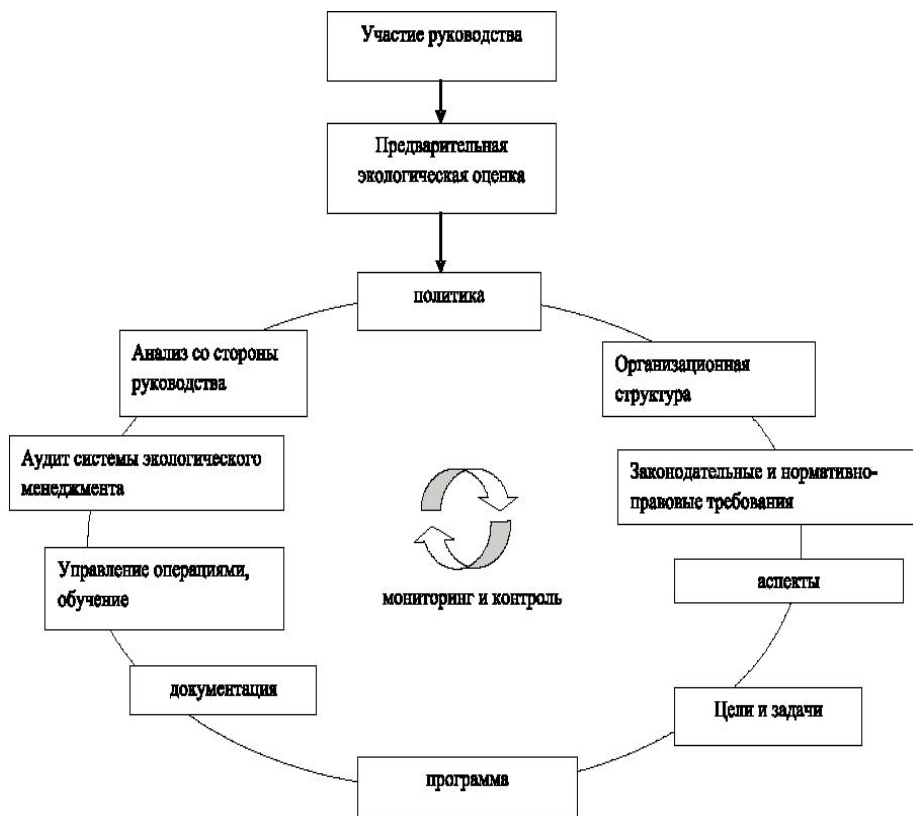 Участие руководства
Предварительная
экологическая оценка
политика
Анализ со стороны
руководства
Организационная
структура
Аудит системы экологического
менеджмента
Законодательные и нормативно-
правовые требования
Управление операциями,
обучение
аспекты
мониторинг и контроль
документация
Цели и задачи
программа